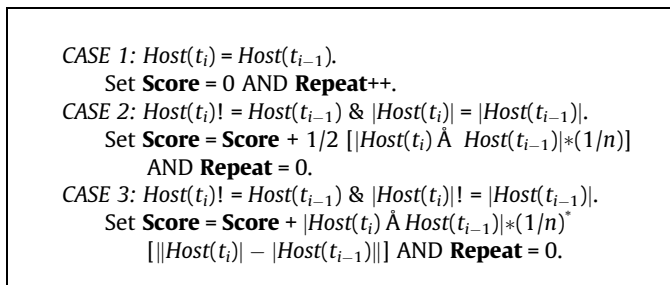 CASE 1: Host(tᵢ) = Host(tᵢ₋₁).
Set Score = 0 AND Repeat++.
CASE 2: Host(tᵢ)! = Host(tᵢ₋₁) & |Host(tᵢ)| = |Host(tᵢ₋₁)|.
Set Score = Score + 1/2 [|Host(tᵢ) Å Host(tᵢ₋₁)|∗(1/n)]
AND Repeat = 0.
CASE 3: Host(tᵢ)! = Host(tᵢ₋₁) & |Host(tᵢ)|! = |Host(tᵢ₋₁)|.
Set Score = Score + |Host(tᵢ) Å Host(tᵢ₋₁)|∗(1/n)*
[‖Host(tᵢ)| − |Host(tᵢ₋₁)‖] AND Repeat = 0.